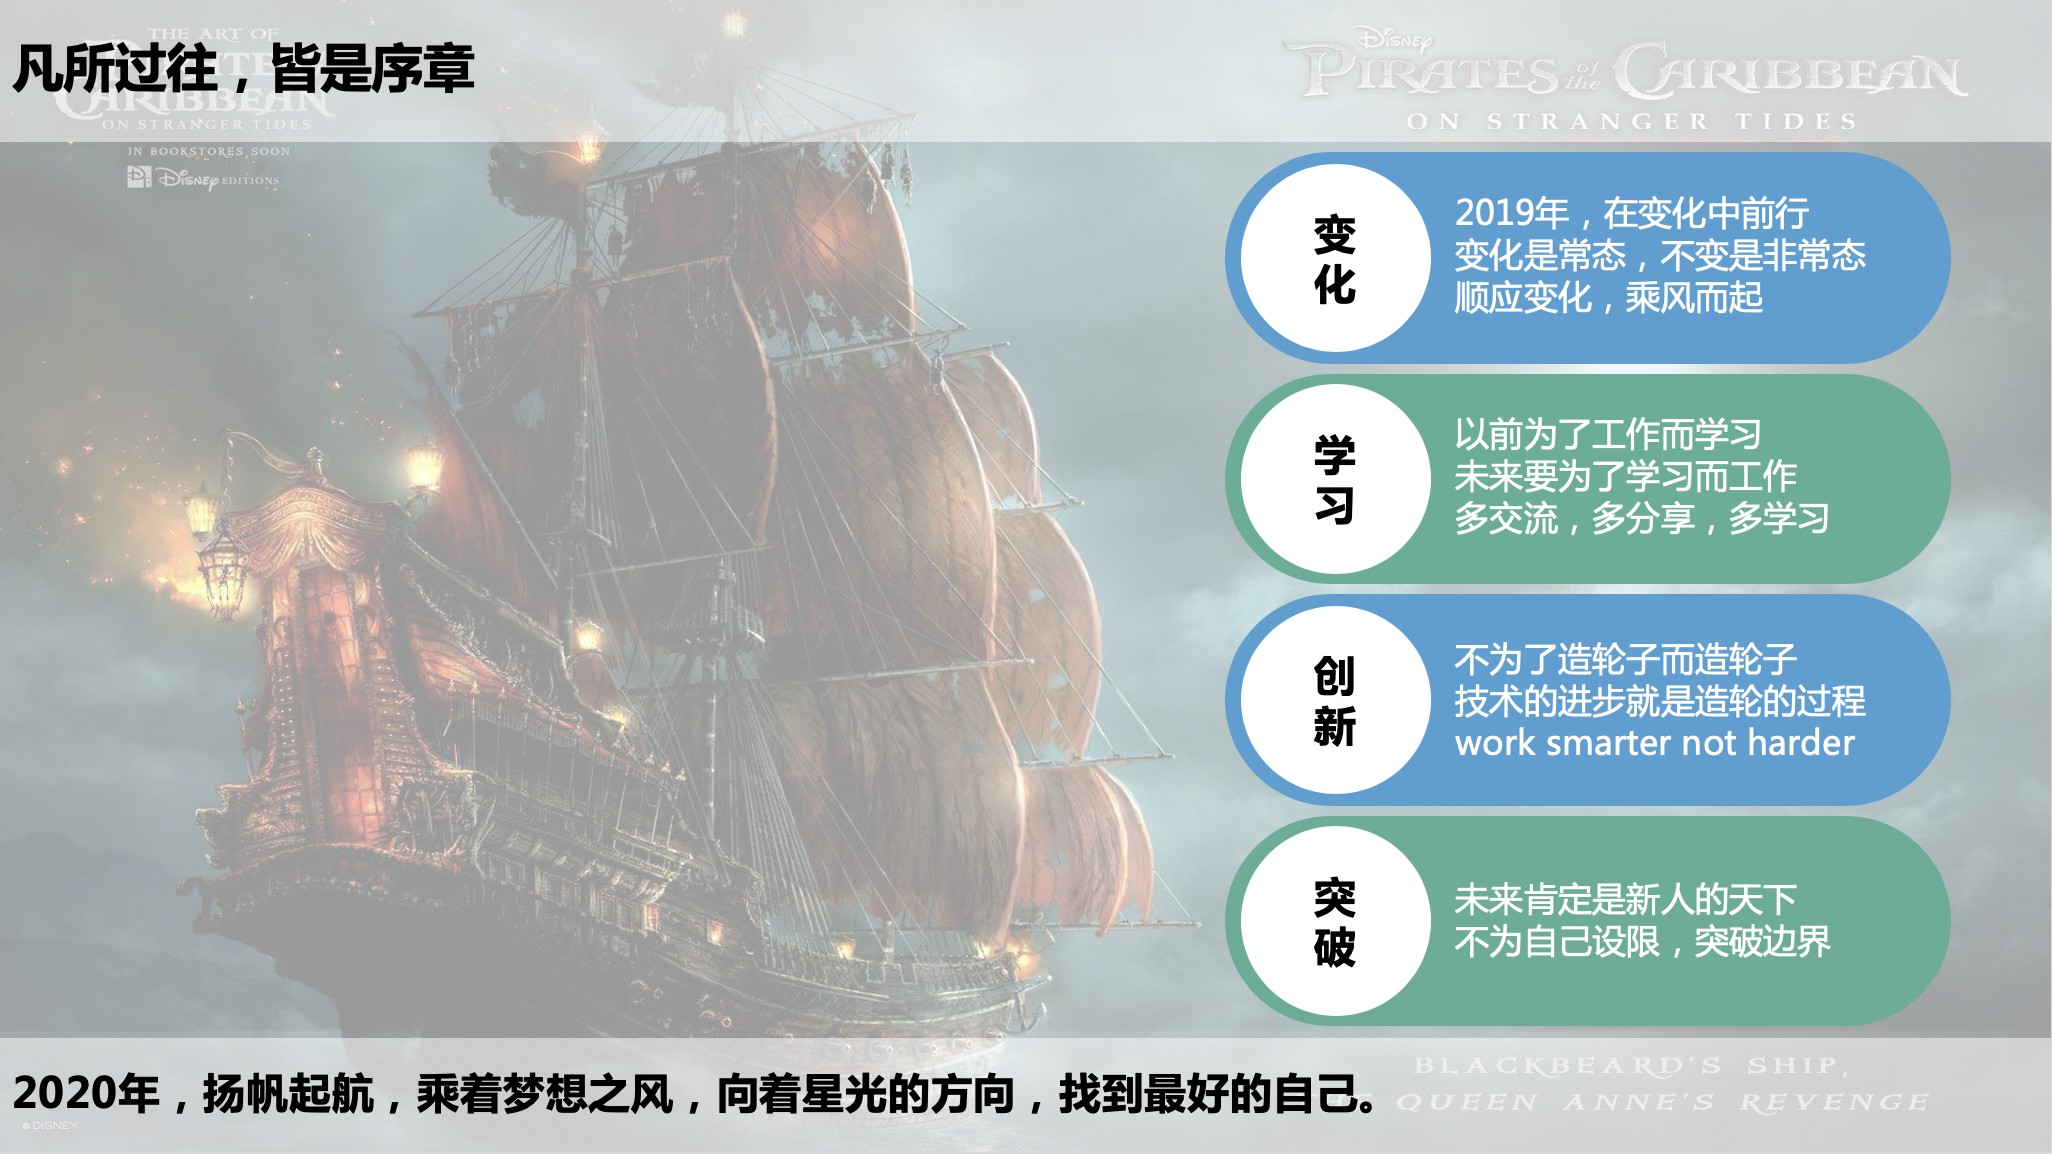 凡所过往，皆是序章
THE ART OF
CARIBBEAN
ON STRANGER TIDES
IN BOOKSTORES SOON
Disney EDITIONS
Disney
PIRATES of the CARIBBEAN
ON STRANGER TIDES
变化
2019年，在变化中前行
变化是常态，不变是非常态
顺应变化，乘风而起
学习
以前为了工作而学习
未来要为了学习而工作
多交流，多分享，多学习
创新
不为了造轮子而造轮子
技术的进步就是造轮的过程
work smarter not harder
突破
未来肯定是新人的天下
不为自己设限，突破边界
BLACKBEARD'S SHIP,
QUEEN ANNE'S REVENGE
2020年，扬帆起航，乘着梦想之风，向着星光的方向，找到最好的自己。
© DISNEY